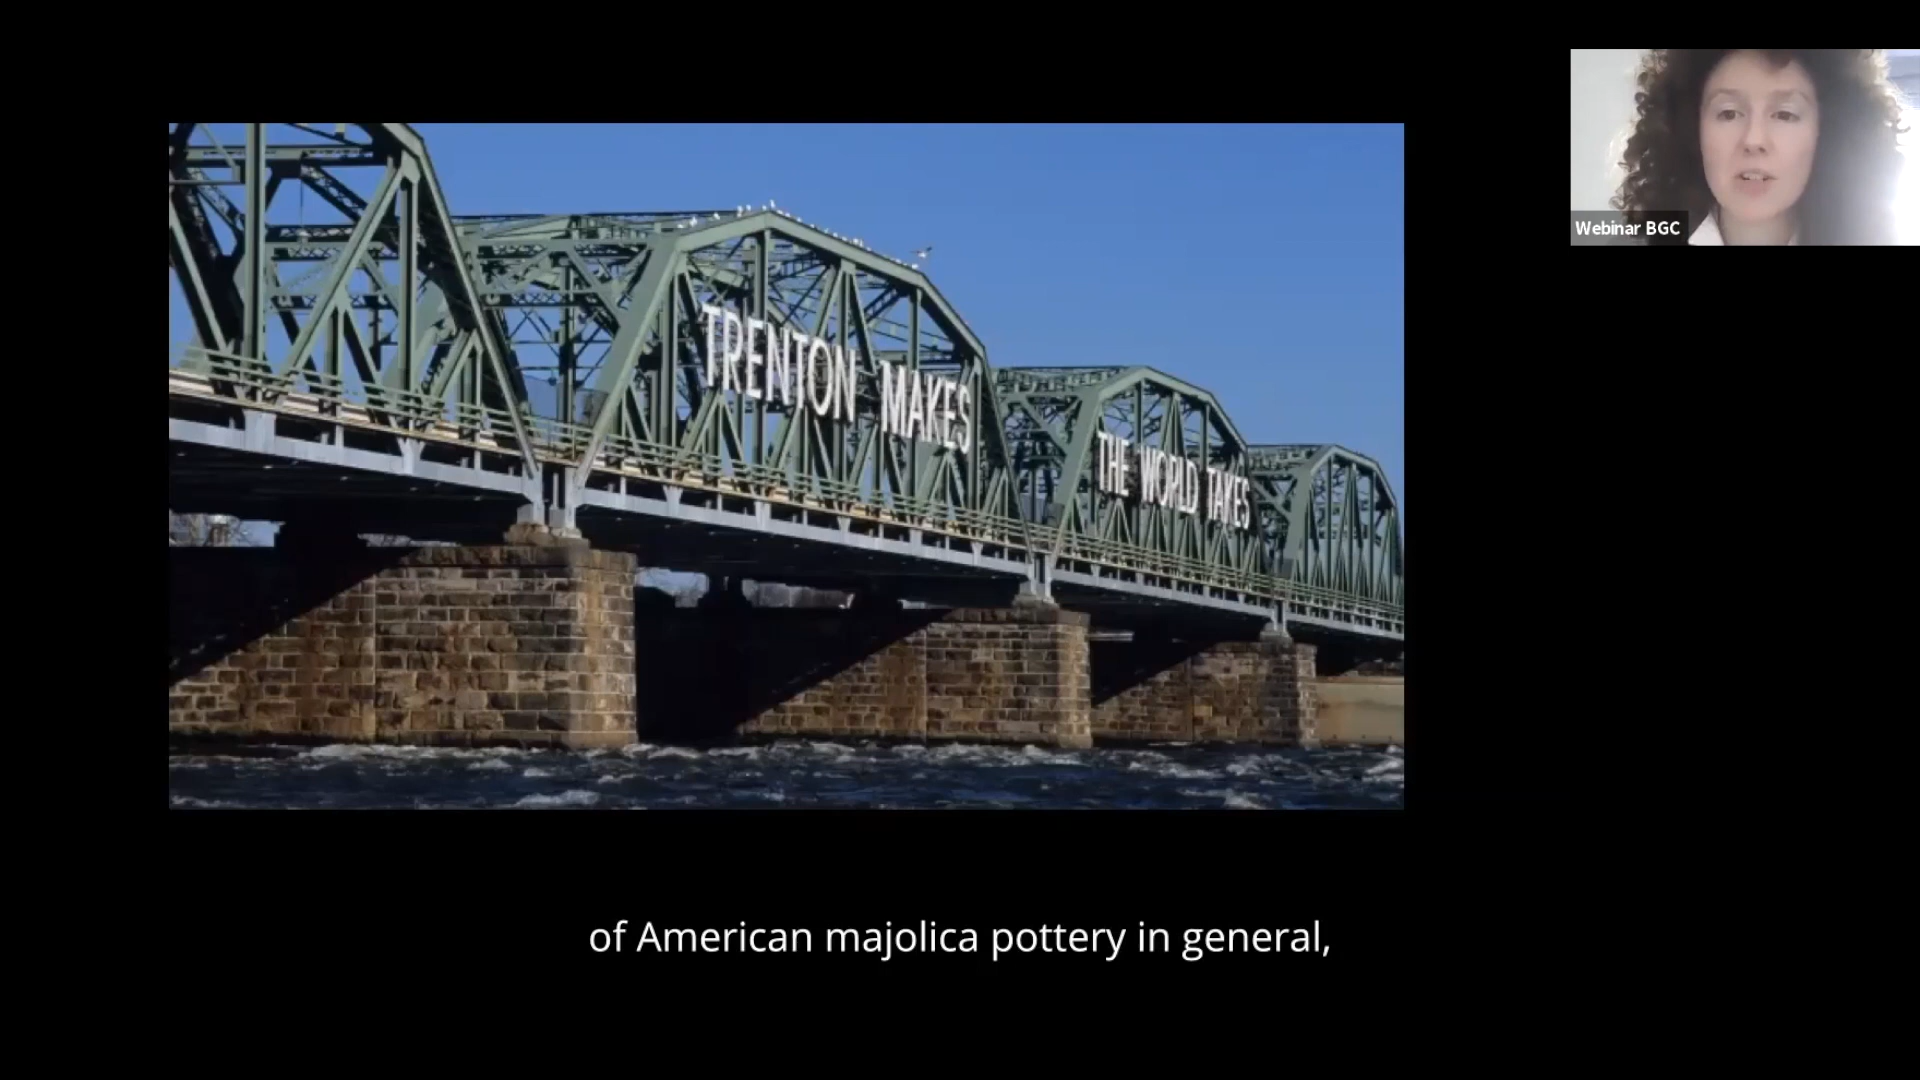 TRENTON MAKES
THE WORLD TAKES
Webinar BGC
of American majolica pottery in general,